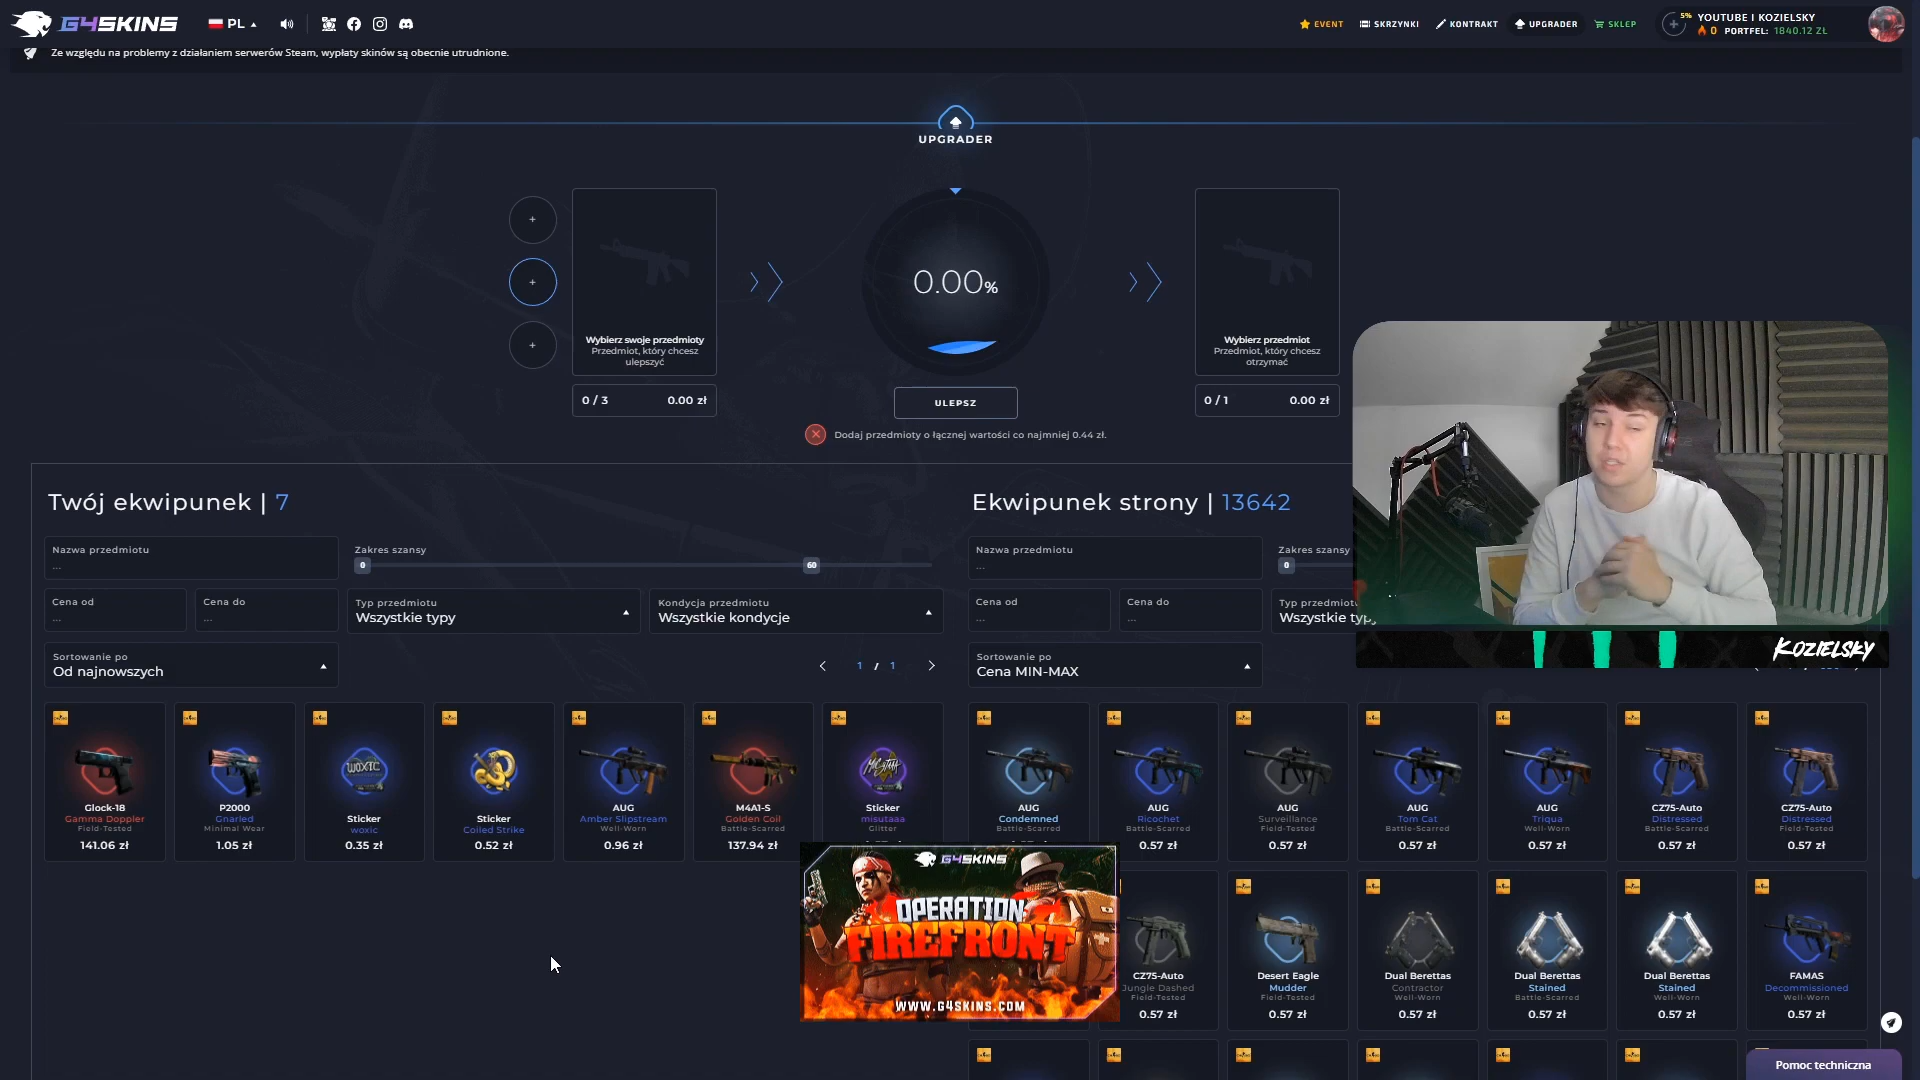 G4SKINS
PL
EVENT
SKRZYNKI
KONTRAKT
UPGRADER
SKLEP
5%
YOUTUBE I KOZIELSKY
0 PORTFEL: 1840.12 ZŁ
Ze względu na problemy z działaniem serwerów Steam, wypłaty skinów są obecnie utrudnione.
UPGRADER
+
+
+
Wybierz swoje przedmioty
Przedmiot, który chcesz
ulepszyć
0 / 3 0.00 zł
0.00%
ULEPSZ
Wybierz przedmiot
Przedmiot, który chcesz
otrzymać
0 / 1 0.00 zł
Dodaj przedmioty o łącznej wartości co najmniej 0.44 zł.
Twój ekwipunek | 7
Nazwa przedmiotu
...
Zakres szansy
0 60
Cena od
...
Cena do
...
Typ przedmiotu
Wszystkie typy
Kondycja przedmiotu
Wszystkie kondycje
Sortowanie po
Od najnowszych
1 / 1
Glock-18
Gamma Doppler
Field-Tested
141.06 zł
P2000
Gnarled
Minimal Wear
1.05 zł
Sticker
woxic
0.35 zł
Sticker
Coiled Strike
0.52 zł
AUG
Amber Slipstream
Well-Worn
0.96 zł
M4A1-S
Golden Coil
Battle-Scarred
137.94 zł
Sticker
misutaaa
Glitter
Ekwipunek strony | 13642
Nazwa przedmiotu
...
Zakres szansy
0
Cena od
...
Cena do
...
Typ przedmiotu
Wszystkie typy
Sortowanie po
Cena MIN-MAX
KOZIELSKY
AUG
Condemned
Battle-Scarred
AUG
Ricochet
Battle-Scarred
0.57 zł
AUG
Surveillance
Field-Tested
0.57 zł
AUG
Tom Cat
Battle-Scarred
0.57 zł
AUG
Triqua
Well-Worn
0.57 zł
CZ75-Auto
Distressed
Battle-Scarred
0.57 zł
CZ75-Auto
Distressed
Field-Tested
0.57 zł
G4SKINS
OPERATION
FIREFRONT
WWW.G4SKINS.COM
CZ75-Auto
Jungle Dashed
Field-Tested
0.57 zł
Desert Eagle
Mudder
Field-Tested
0.57 zł
Dual Berettas
Contractor
Well-Worn
0.57 zł
Dual Berettas
Stained
Battle-Scarred
0.57 zł
Dual Berettas
Stained
Well-Worn
0.57 zł
FAMAS
Decommissioned
Well-Worn
0.57 zł
Pomoc techniczna